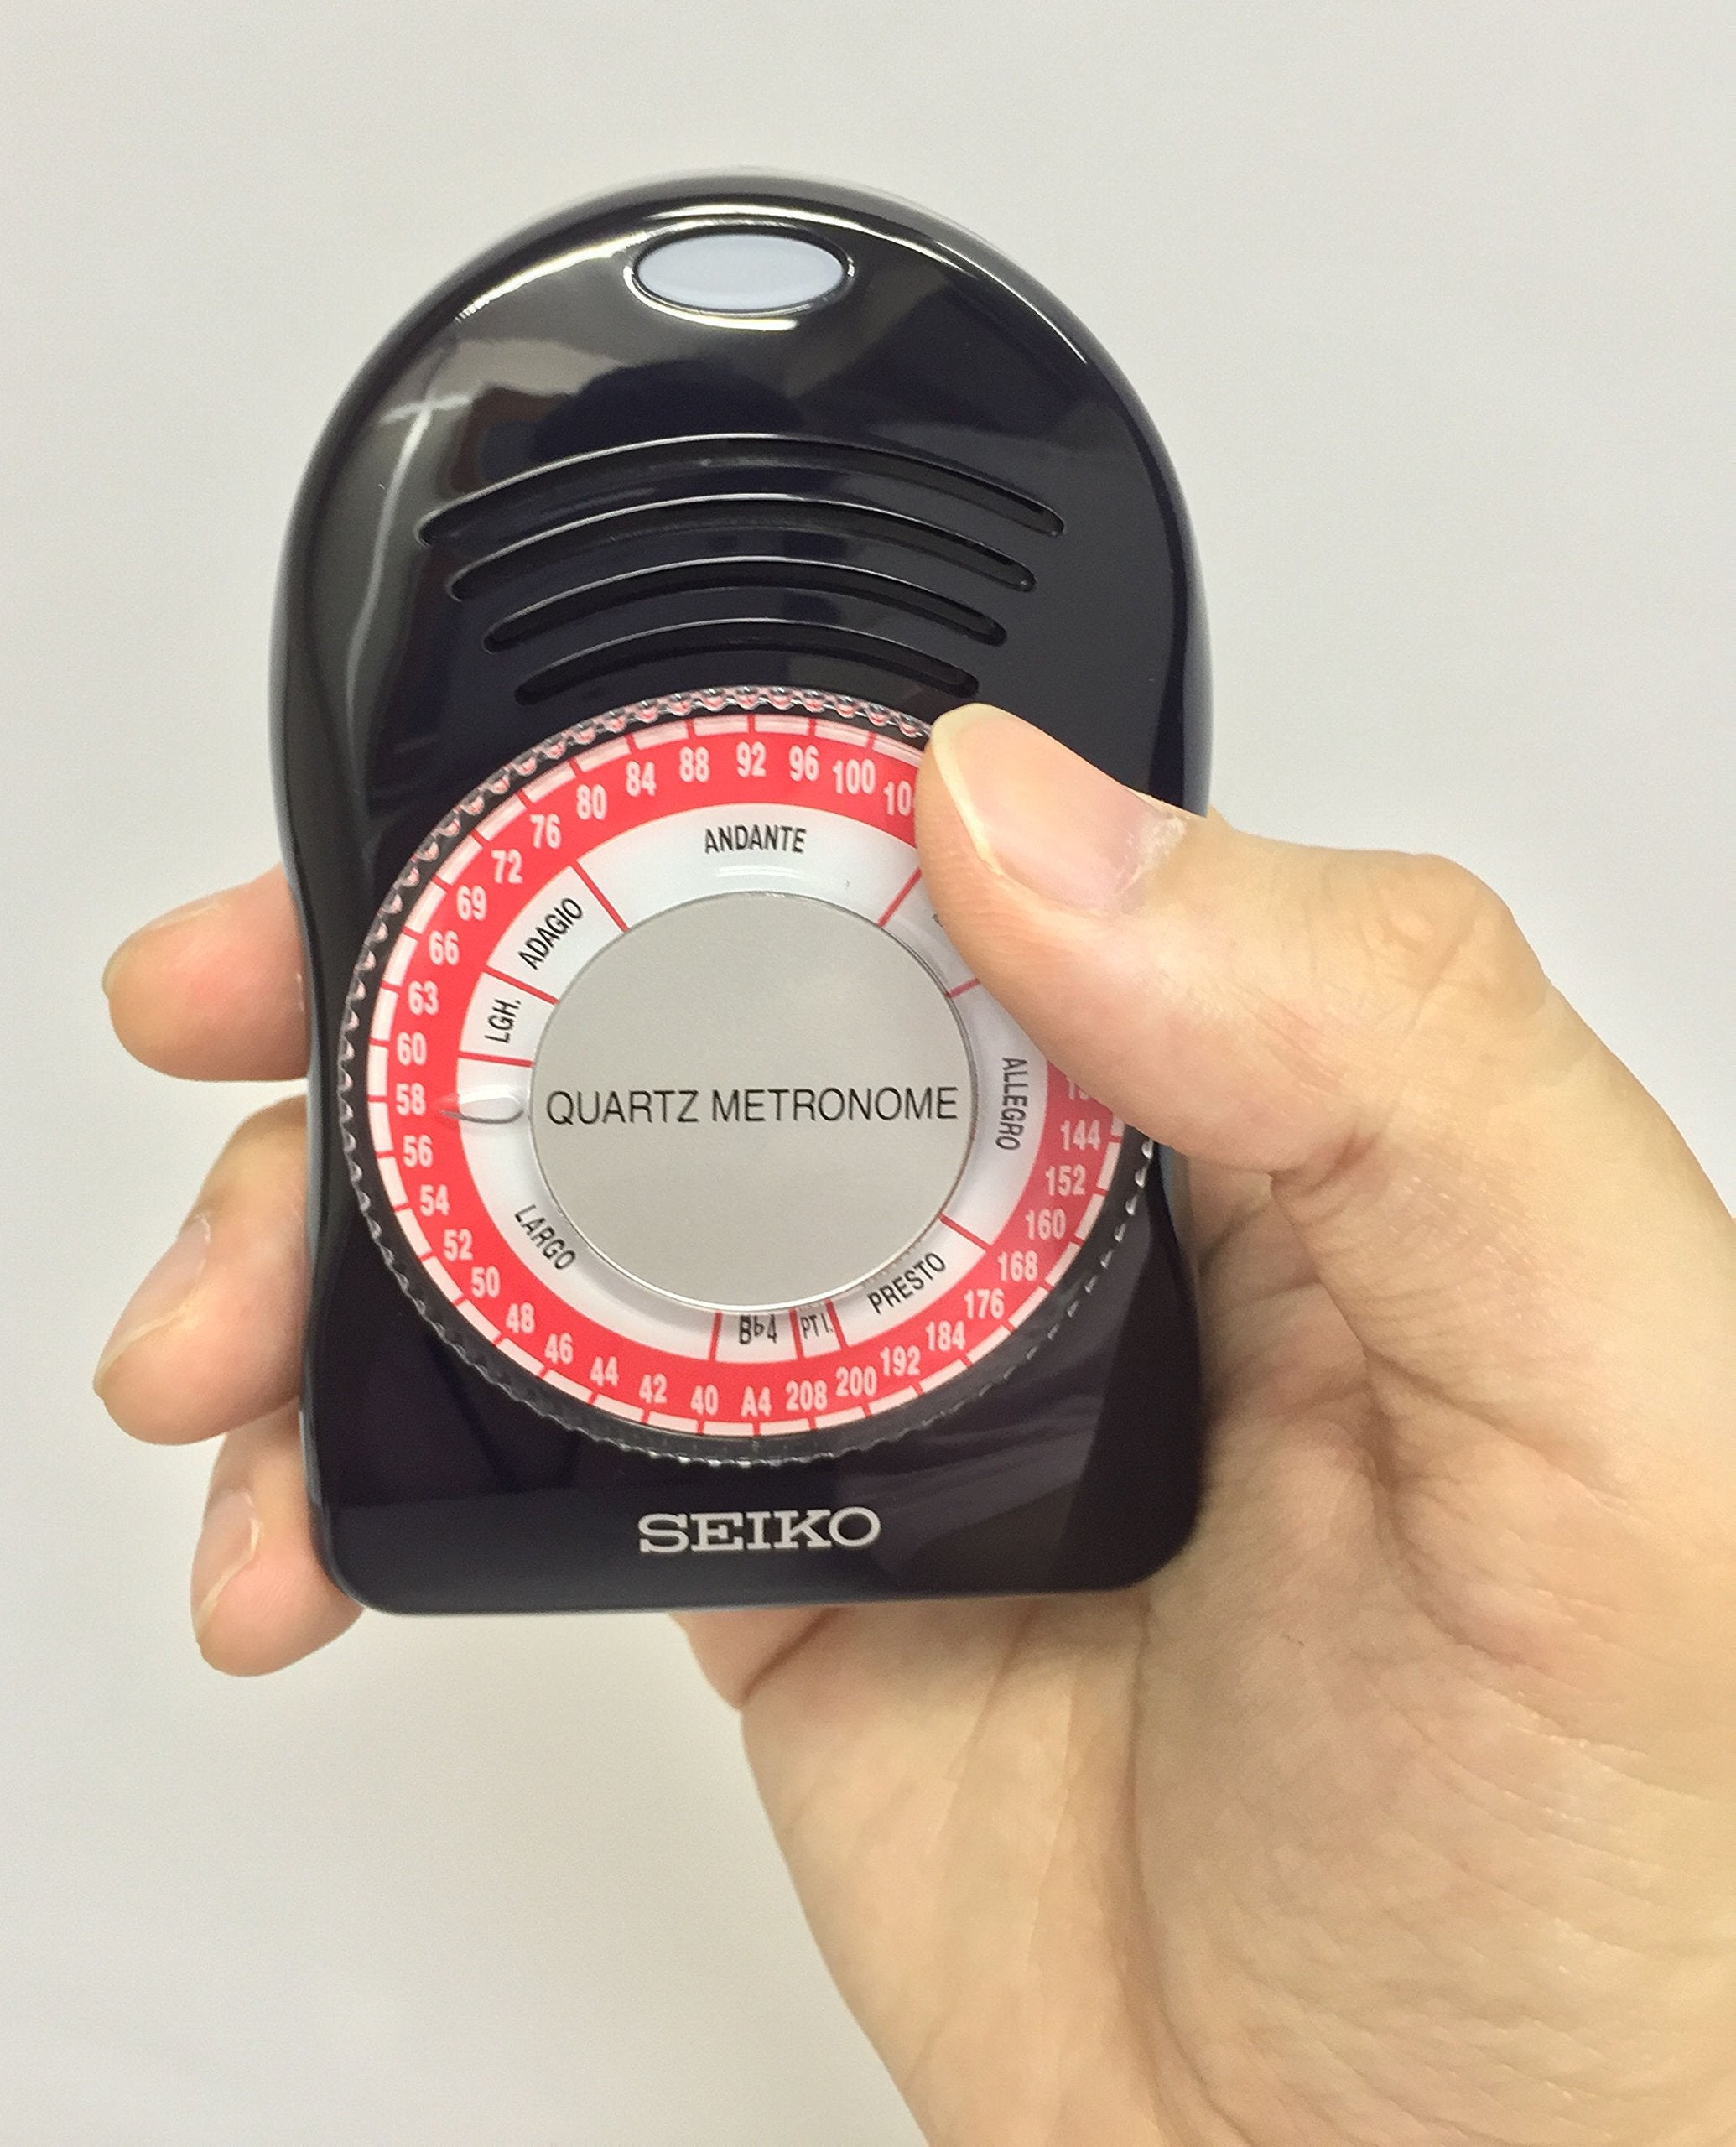 84 88 92 96 100
80
76
72
69
66
63
60
58
56
54
52
50
48
46
44
42
40
A4
208
200
192
184
176
168
160
152
144
ANDANTE
ADAGIO
LGH.
LARGO
B♭4
PTI.
PRESTO
ALLEGRO
QUARTZ METRONOME
SEIKO